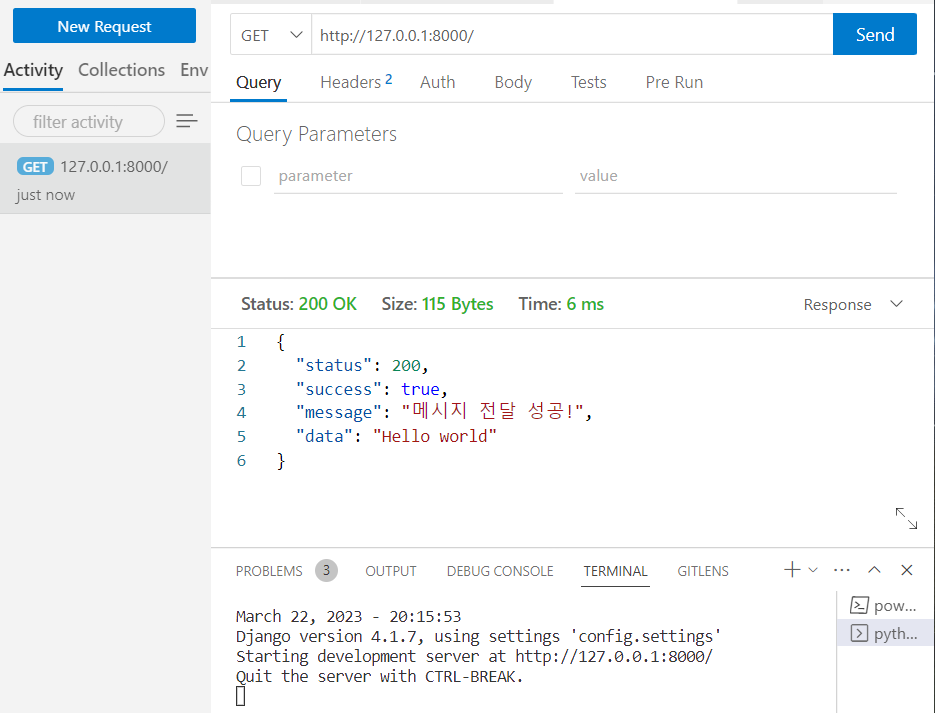 New Request
Activity Collections Env
filter activity
GET 127.0.0.1:8000/
just now
GET http://127.0.0.1:8000/ Send
Query Headers 2 Auth Body Tests Pre Run
Query Parameters
parameter value
Status: 200 OK Size: 115 Bytes Time: 6 ms Response
1 {
2 "status": 200,
3 "success": true,
4 "message": "메시지 전달 성공!",
5 "data": "Hello world"
6 }
PROBLEMS 3 OUTPUT DEBUG CONSOLE TERMINAL GITLENS
March 22, 2023 - 20:15:53
Django version 4.1.7, using settings 'config.settings'
Starting development server at http://127.0.0.1:8000/
Quit the server with CTRL-BREAK.
pow...
pyth...